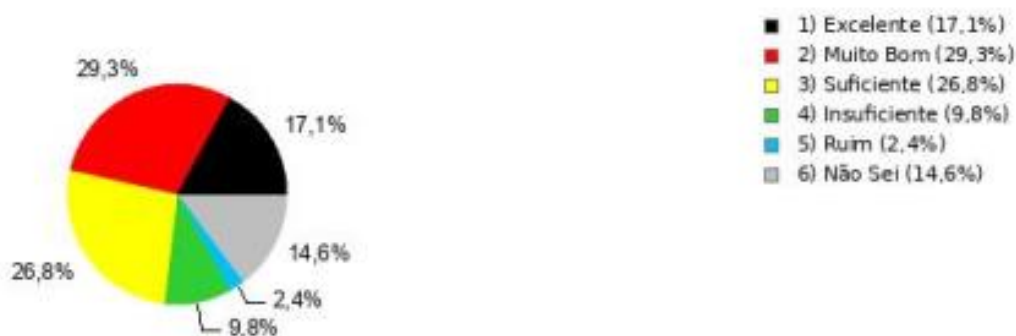 29,3%
17,1%
26,8%
14,6%
2,4%
9,8%
1) Excelente (17,1%)
2) Muito Bom (29,3%)
3) Suficiente (26,8%)
4) Insuficiente (9,8%)
5) Ruim (2,4%)
6) Não Sei (14,6%)